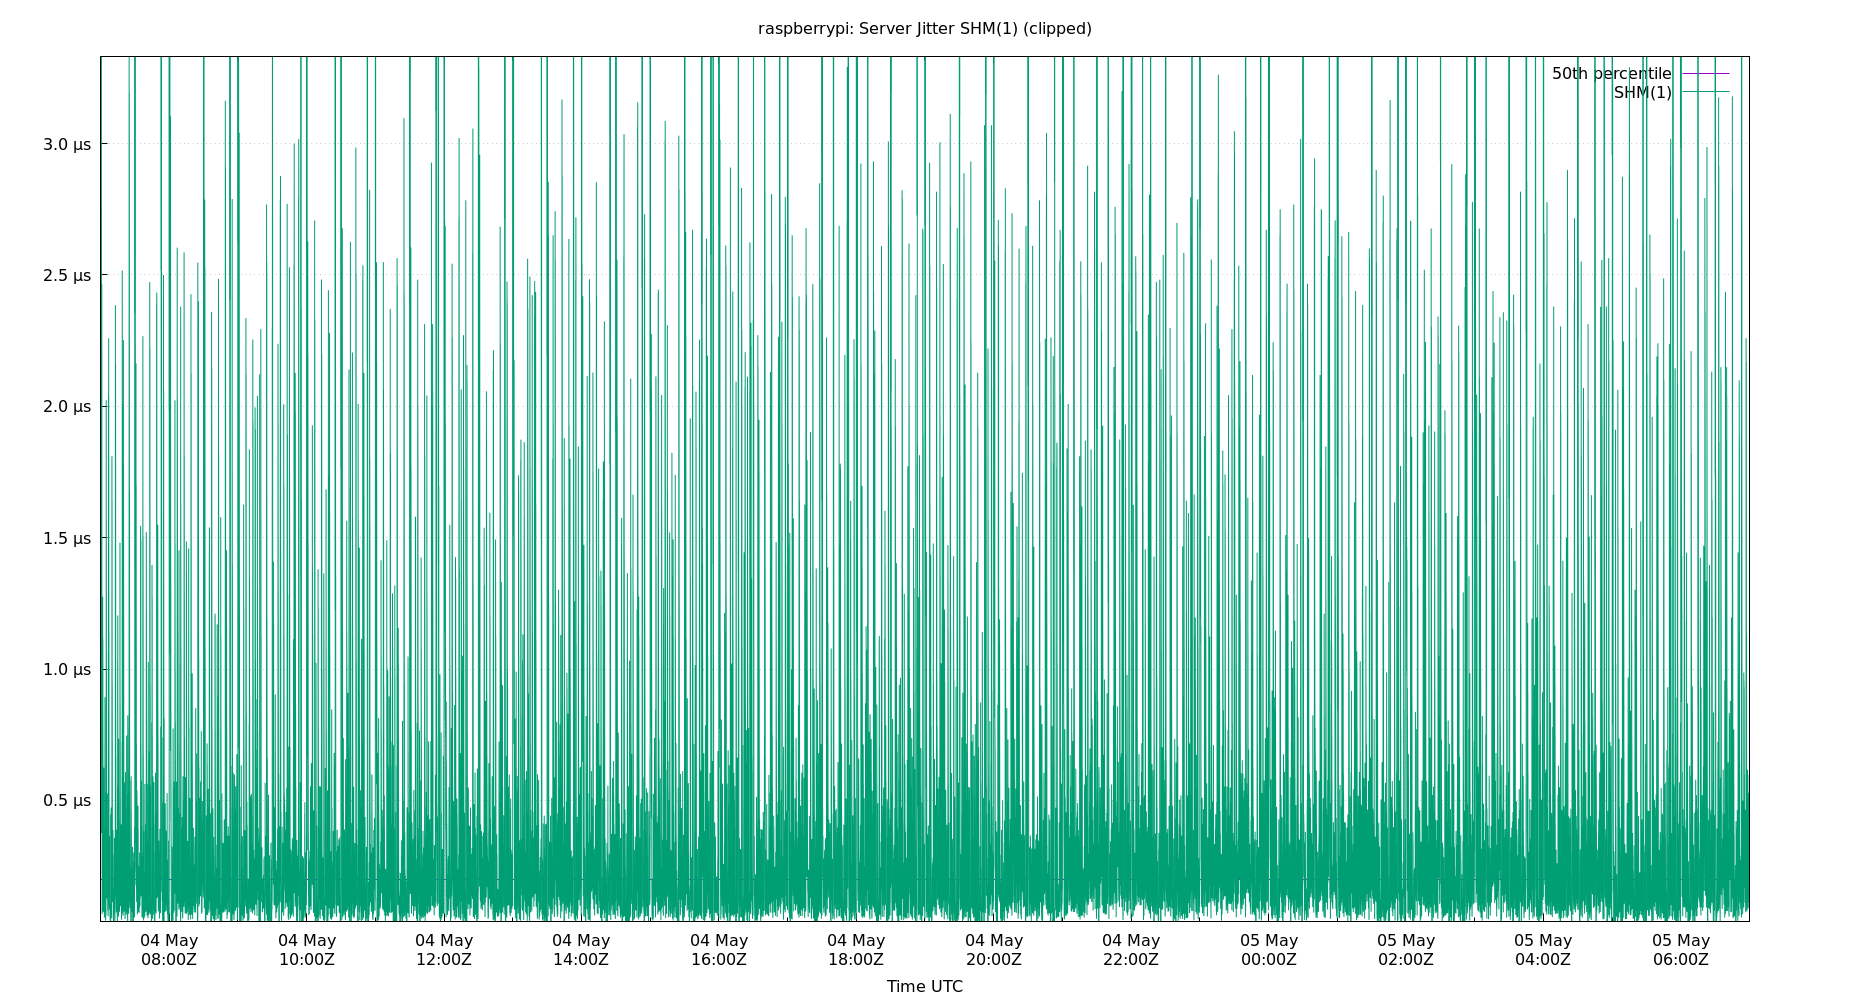 raspberrypi: Server Jitter SHM(1) (clipped)
50th percentile
SHM(1)
3.0 µs
2.5 µs
2.0 µs
1.5 µs
1.0 µs
0.5 µs
04 May 04 May 04 May 04 May 04 May 04 May 04 May 04 May 05 May 05 May 05 May 05 May
08:00Z 10:00Z 12:00Z 14:00Z 16:00Z 18:00Z 20:00Z 22:00Z 00:00Z 02:00Z 04:00Z 06:00Z
Time UTC